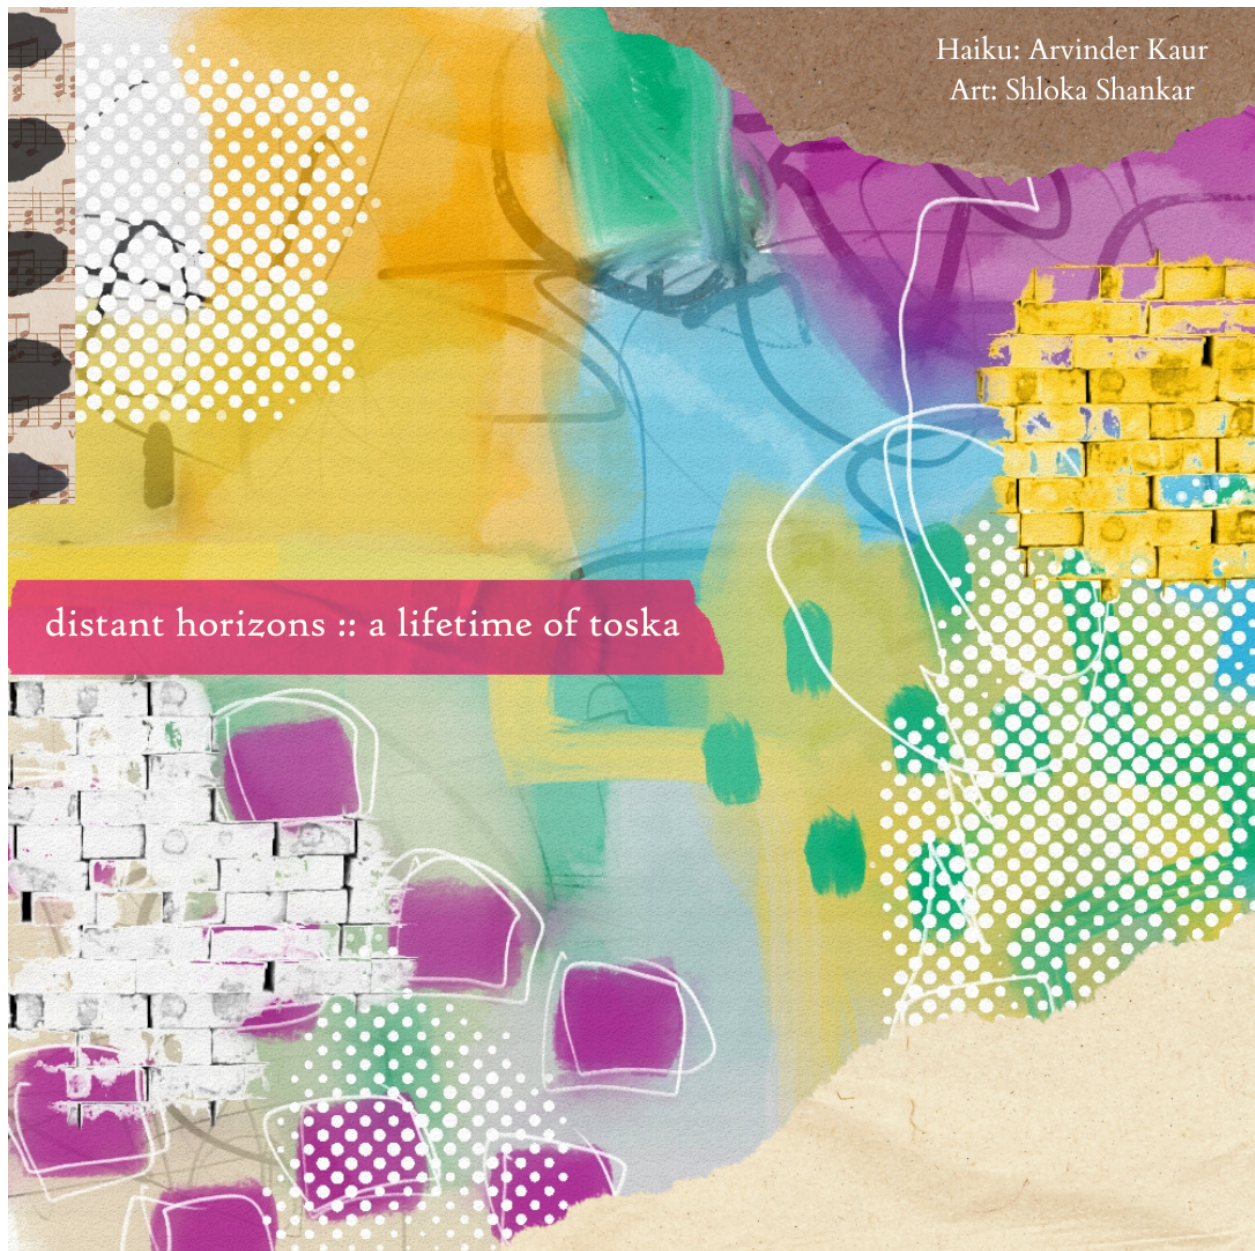 Haiku: Arvinder Kaur
Art: Shloka Shankar
distant horizons :: a lifetime of toska